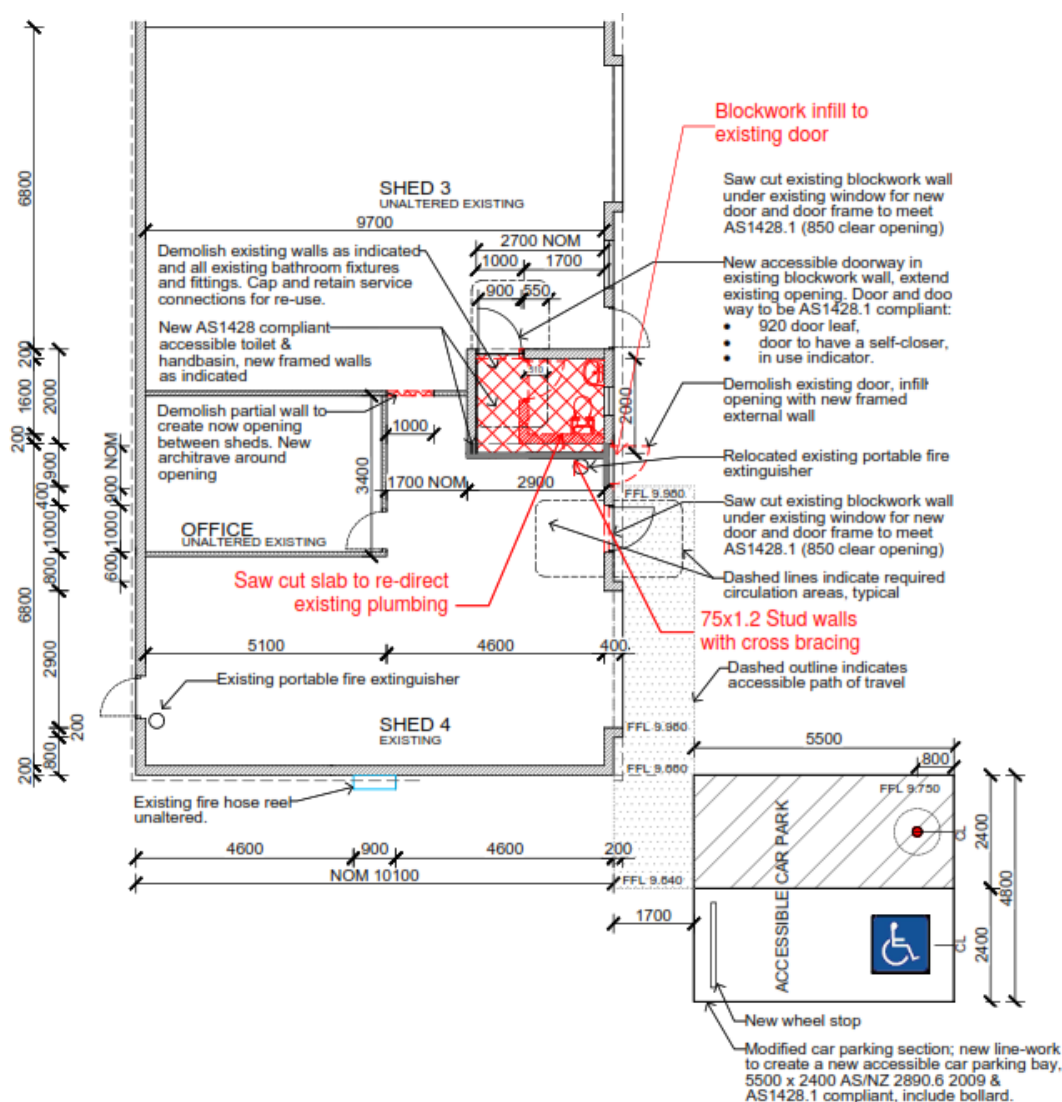 Blockwork infill to
existing door
Saw cut existing blockwork wall
under existing window for new
door and door frame to meet
AS1428.1 (850 clear opening)
6800
SHED 3
UNALTERED EXISTING
9700
2700 NOM
1000
1700
900
550
Demolish existing walls as indicated
and all existing bathroom fixtures
and fittings. Cap and retain service
connections for re-use.
New accessible doorway in
existing blockwork wall, extend
existing opening. Door and doo
way to be AS1428.1 compliant:
• 920 door leaf,
• door to have a self-closer,
• in use indicator.
New AS1428 compliant
accessible toilet &
handbasin, new framed walls
as indicated
200
1600
2000
200
310
2000
Demolish existing door, infill
opening with new framed
external wall
Demolish partial wall to
create now opening
between sheds. New
architrave around
opening
1000
Relocated existing portable fire
extinguisher
900
900 NOM
3400
1700 NOM
2900
FFL 9.980
400
1000
1000
Saw cut existing blockwork wall
under existing window for new
door and door frame to meet
AS1428.1 (850 clear opening)
OFFICE
UNALTERED EXISTING
800
600
6800
Dashed lines indicate required
circulation areas, typical
Saw cut slab to re-direct
existing plumbing
75x1.2 Stud walls
with cross bracing
5100
4600
400
2900
Dashed outline indicates
accessible path of travel
Existing portable fire extinguisher
200
SHED 4
EXISTING
FFL 9.980
800
200
5500
800
FFL 9.750
Existing fire hose reel
unaltered.
ACCESSIBLE CAR PARK
CL
2400
4800
4600
900
4600
200
NOM 10100
FFL 9.840
1700
CL
2400
New wheel stop
Modified car parking section; new line-work
to create a new accessible car parking bay,
5500 x 2400 AS/NZ 2890.6 2009 &
AS1428.1 compliant, include bollard.